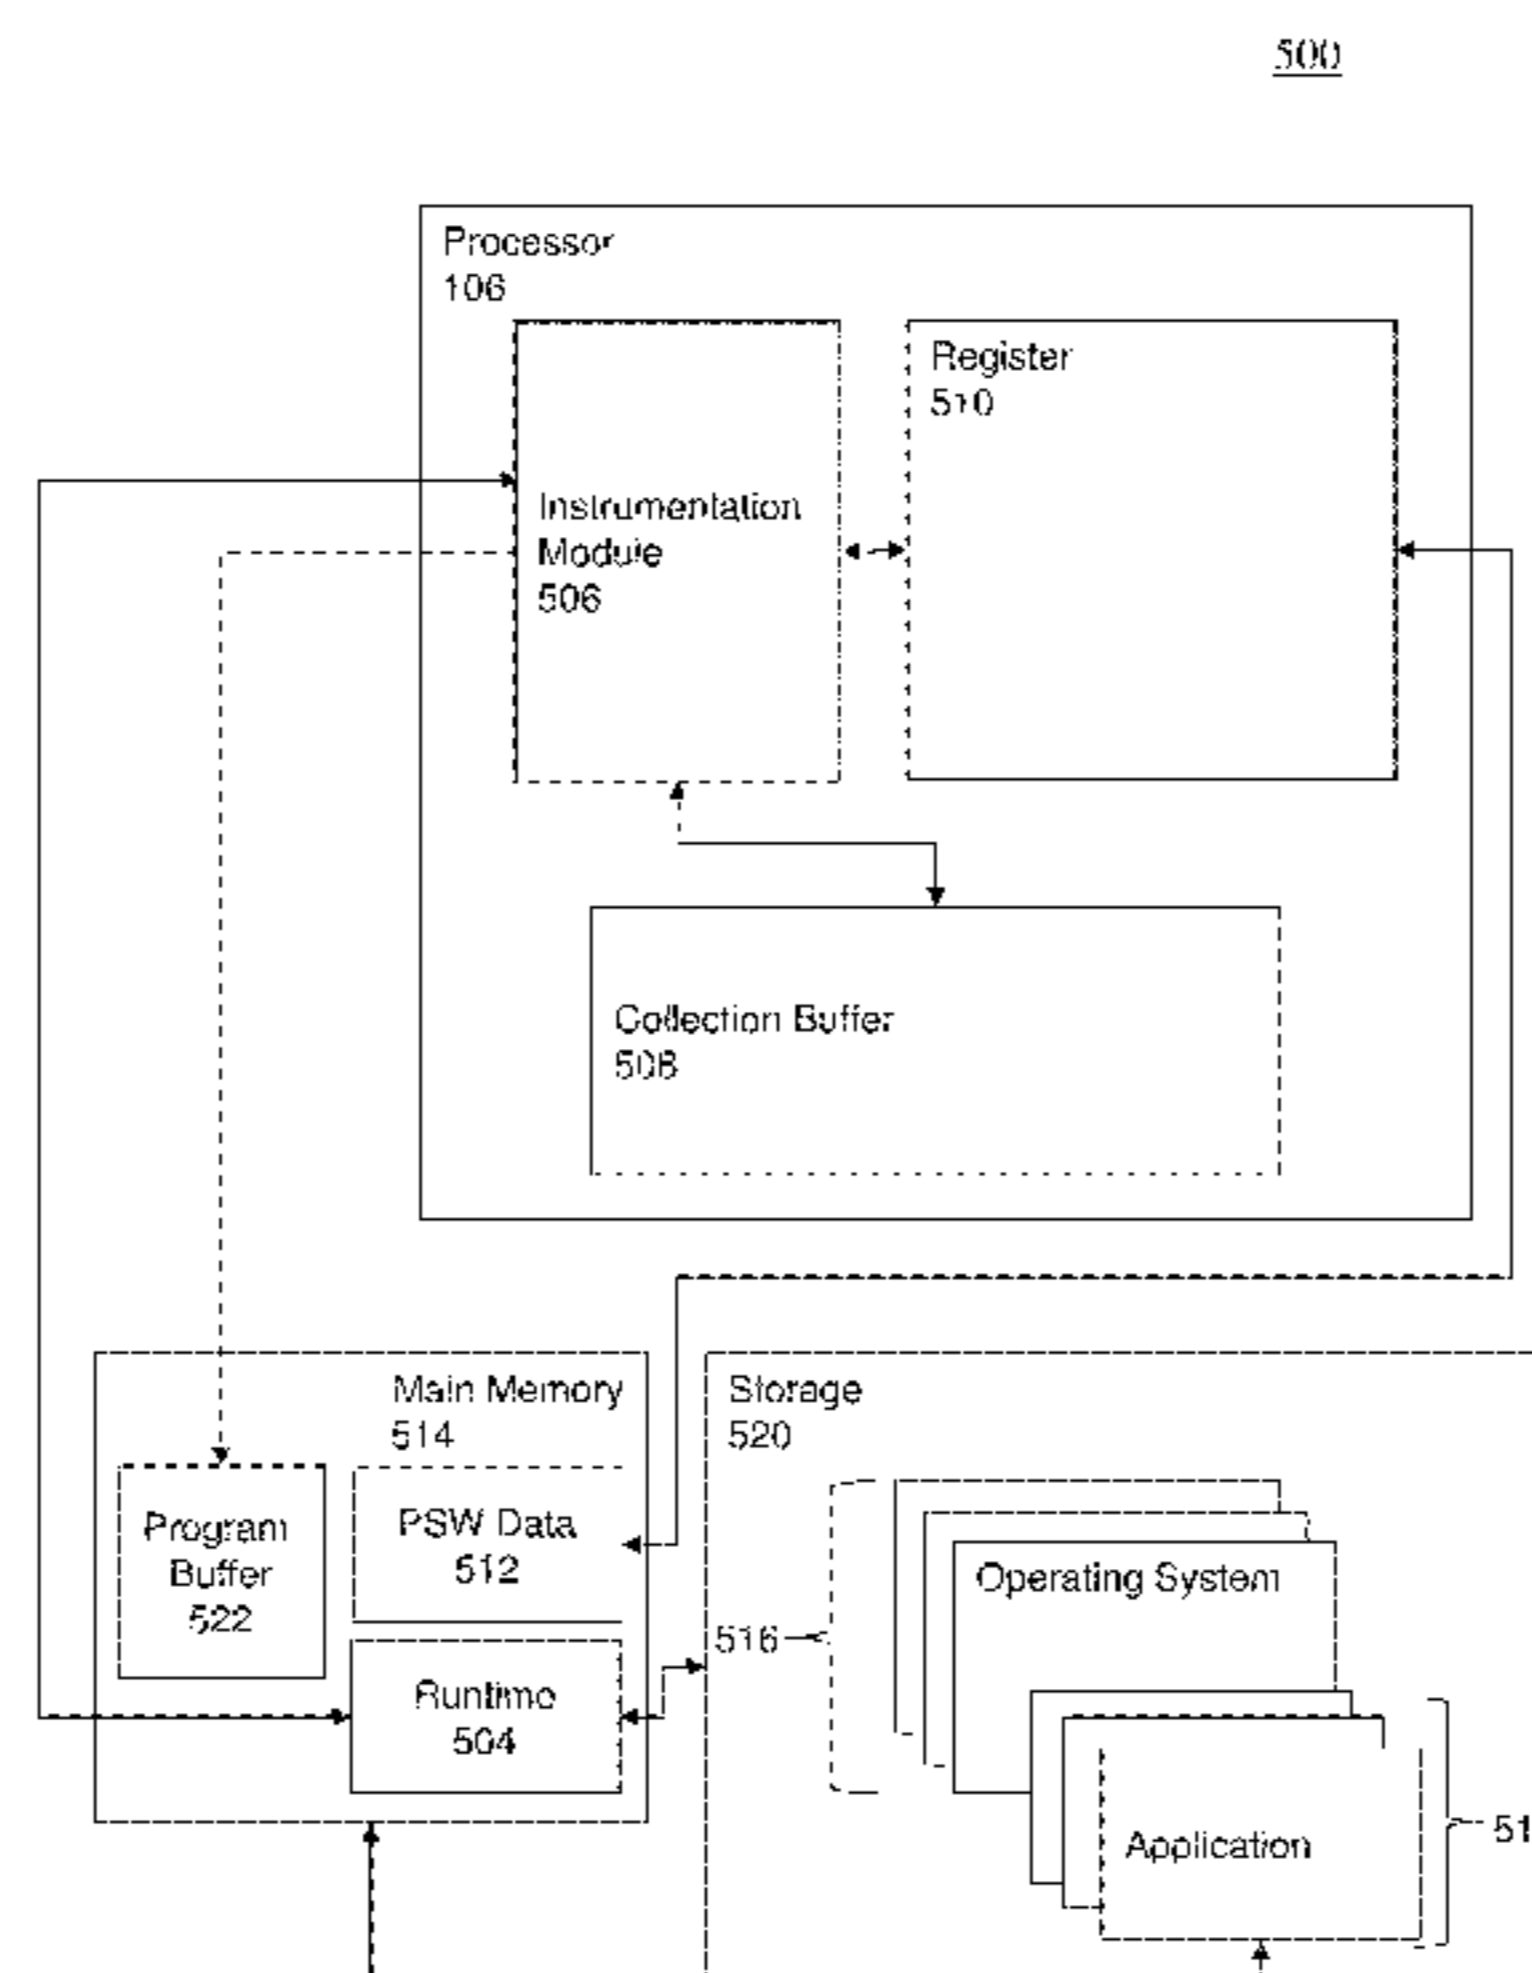 500
Processor
106
Instrumentation
Module
506
Register
510
Collection Buffer
508
Main Memory
514
Program
Buffer
522
PSW Data
512
Runtime
504
Storage
520
516
Operating System
Application
51